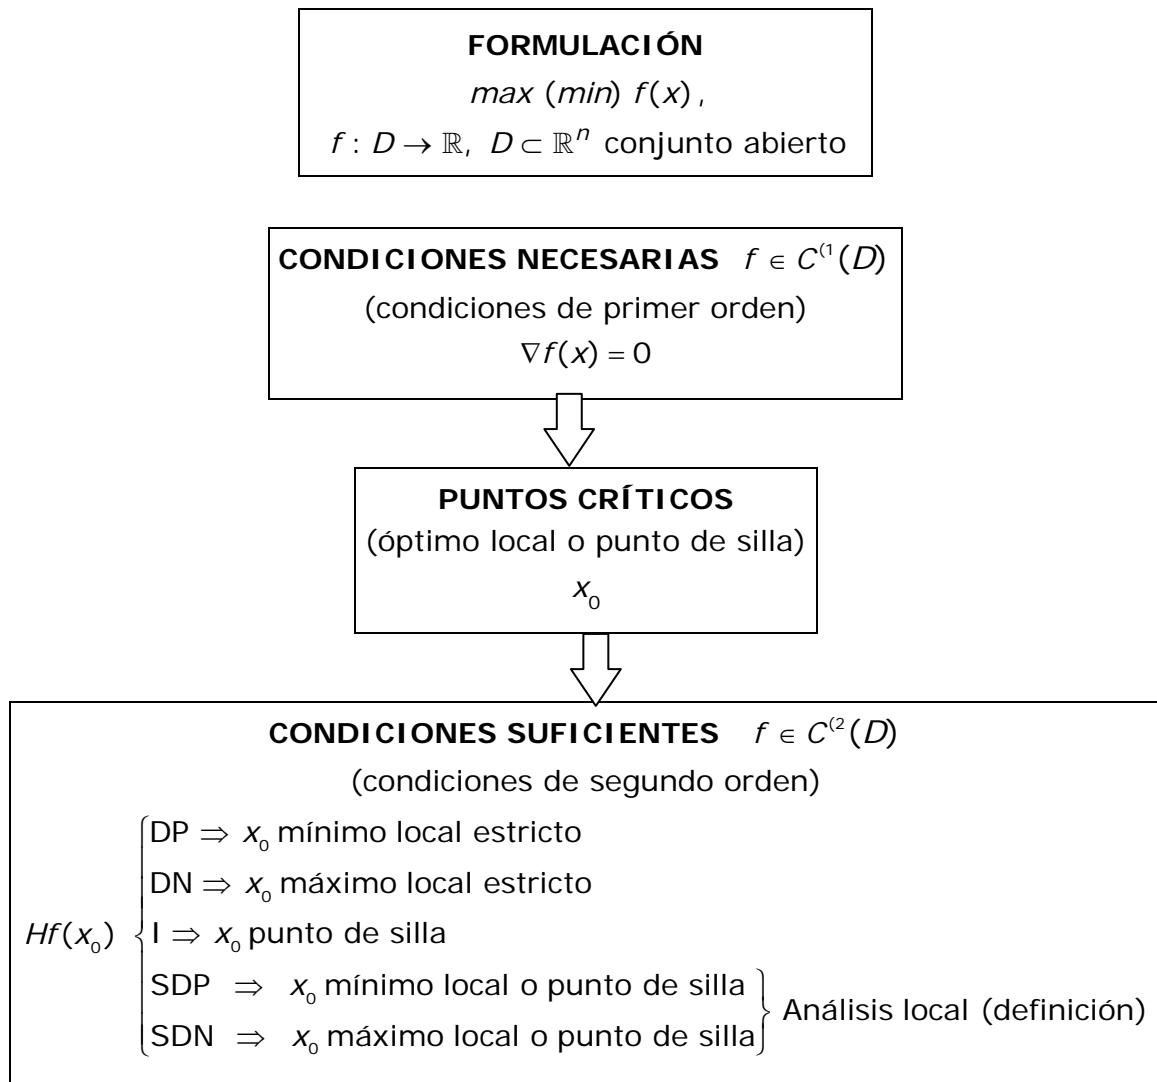 FORMULACIÓN
max (min) f(x),
f : D → ℝ, D ⊂ ℝⁿ conjunto abierto
CONDICIONES NECESARIAS f ∈ C⁽¹(D)
(condiciones de primer orden)
∇f(x) = 0
PUNTOS CRÍTICOS
(óptimo local o punto de silla)
x₀
CONDICIONES SUFICIENTES f ∈ C⁽²(D)
(condiciones de segundo orden)
DP ⇒ x₀ mínimo local estricto
DN ⇒ x₀ máximo local estricto
Hf(x₀) { I ⇒ x₀ punto de silla
SDP ⇒ x₀ mínimo local o punto de silla
SDN ⇒ x₀ máximo local o punto de silla } Análisis local (definición)